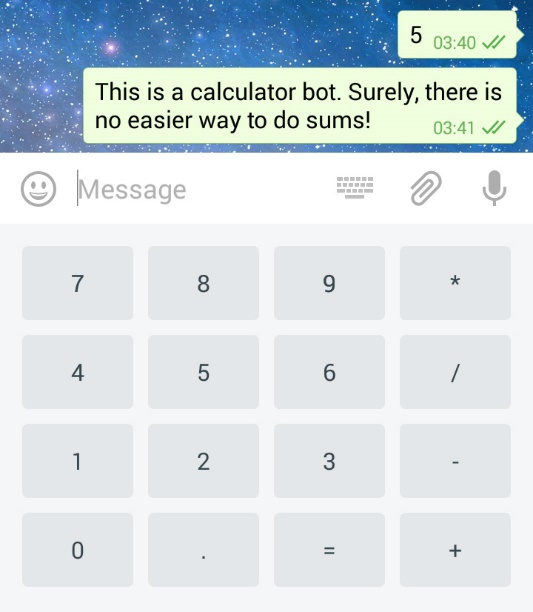 5 03:40
This is a calculator bot. Surely, there is
no easier way to do sums! 03:41
Message
7 8 9 *
4 5 6 /
1 2 3 -
0 . = +